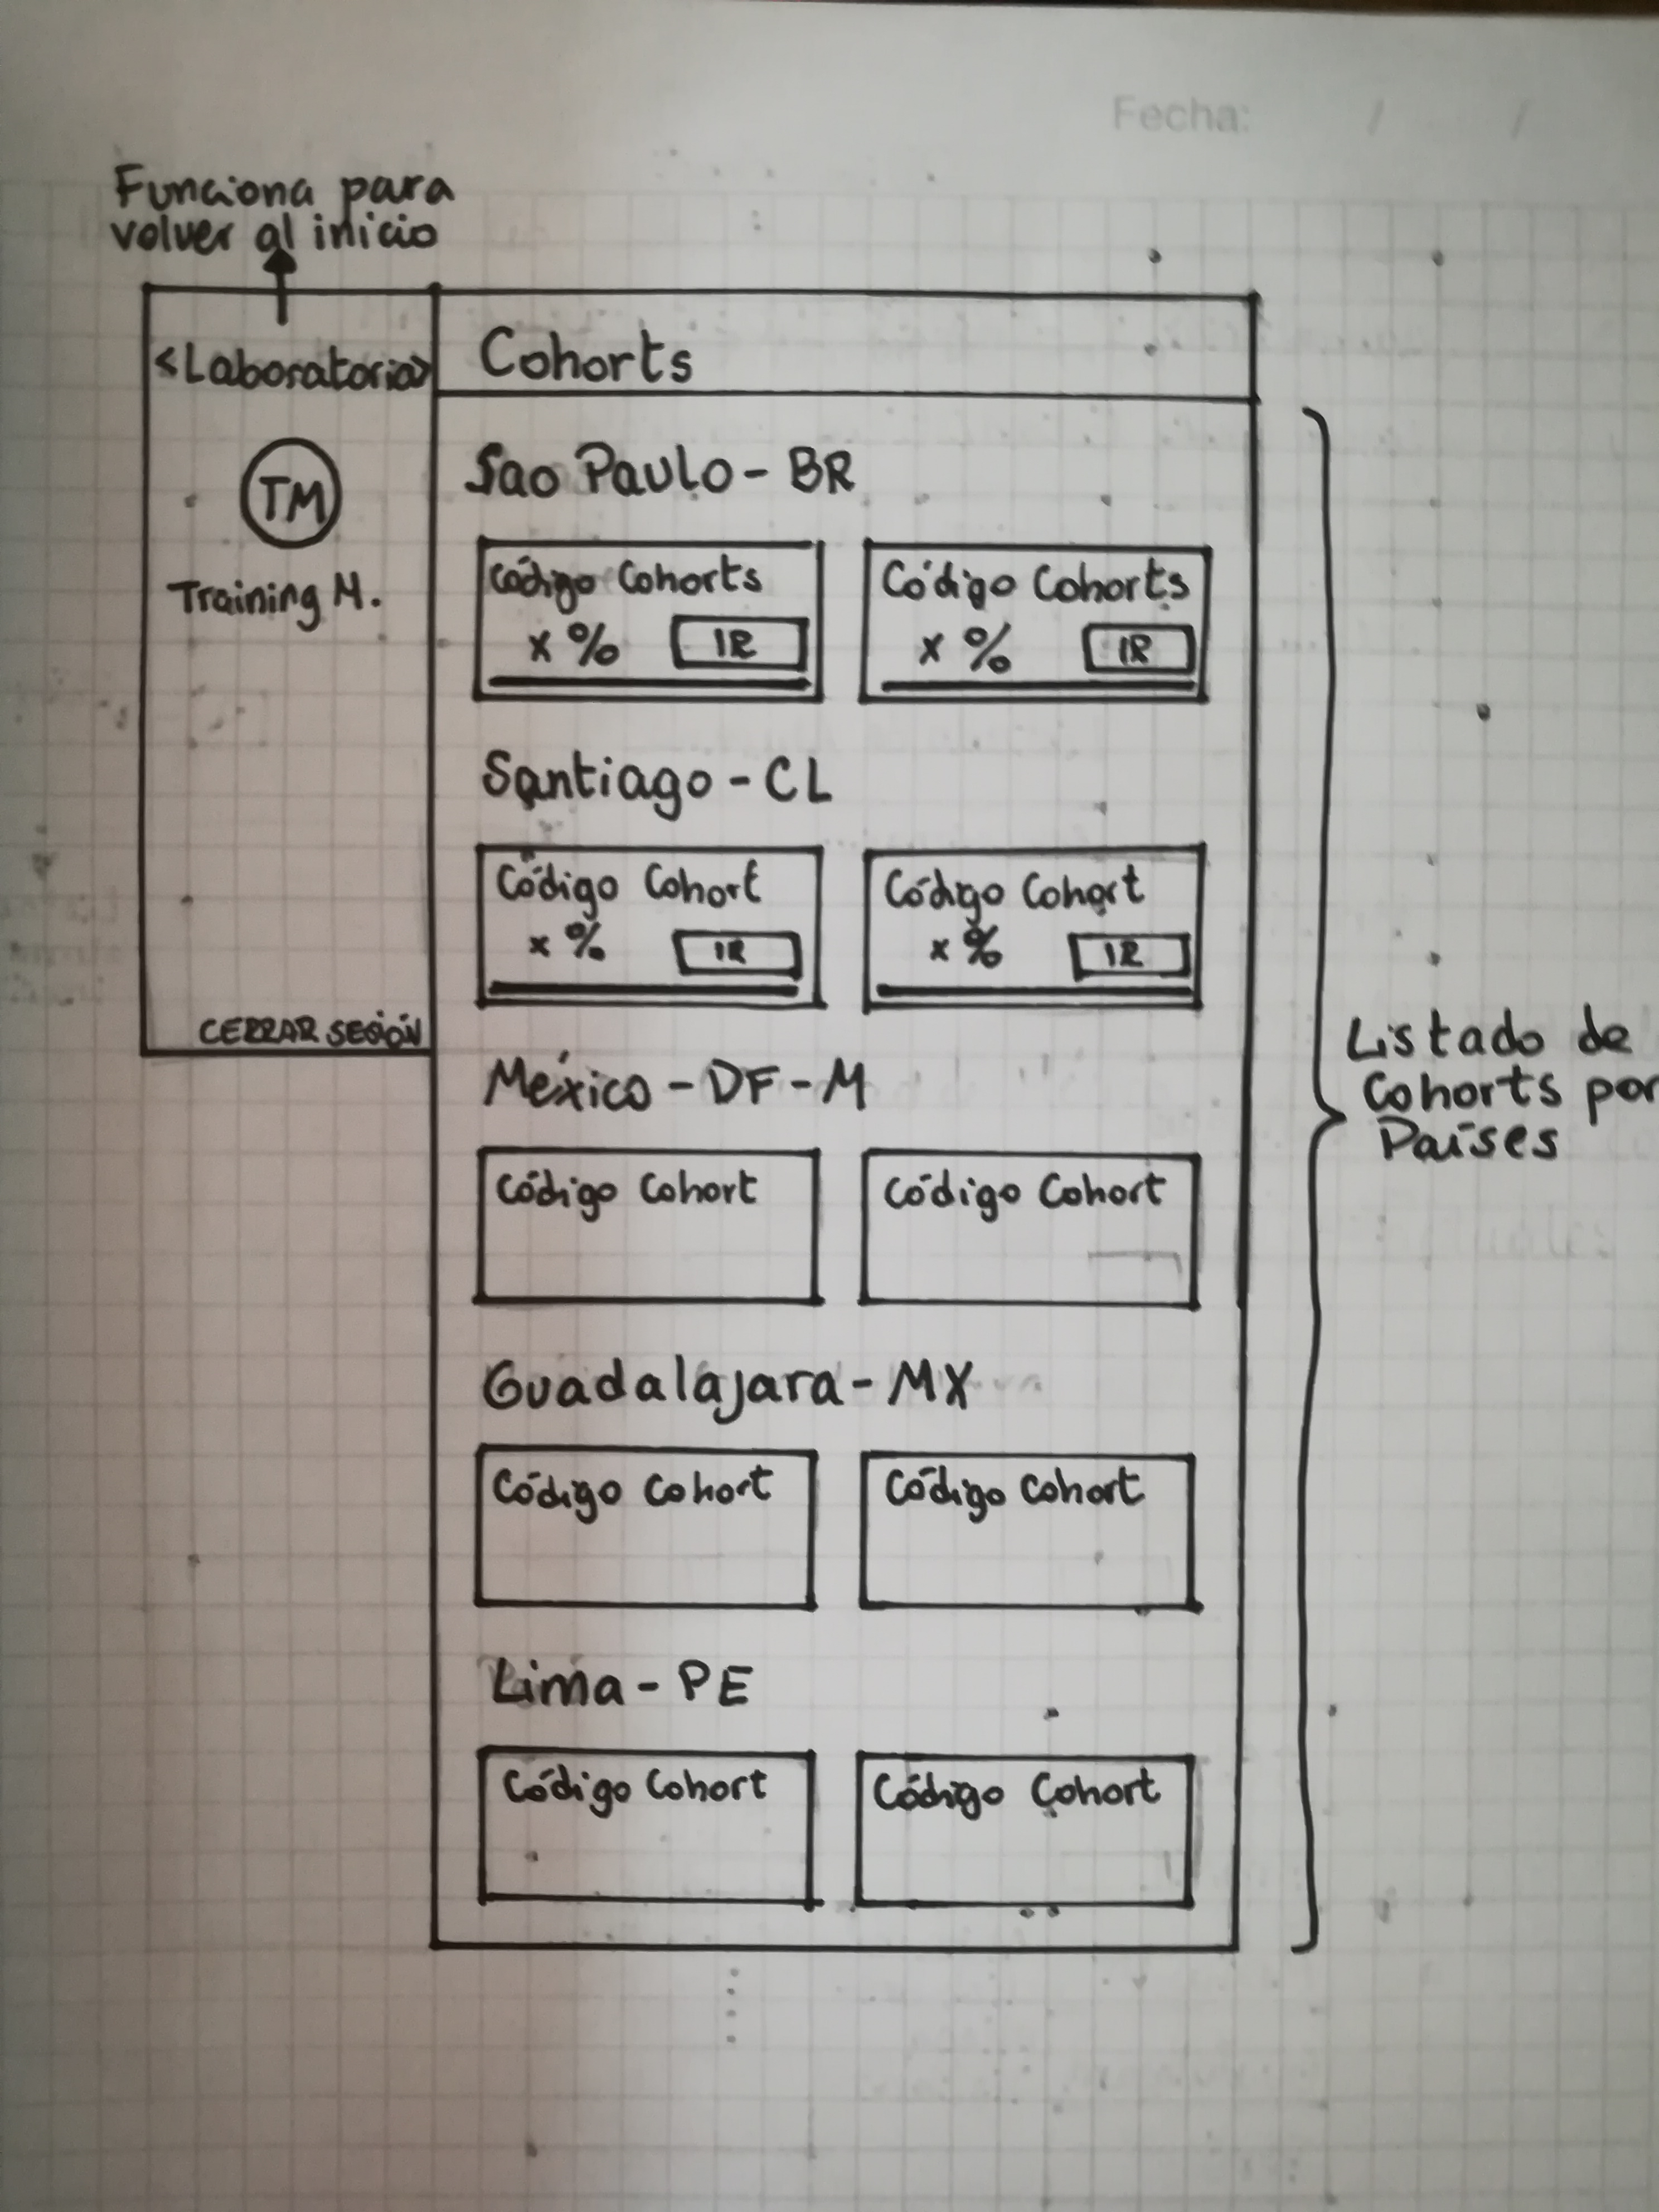 Fecha: / /
Funciona para
volver al inicio
<Laboratoria>
TM
Training M.
CERRAR SESIÓN
Cohorts
Sao Paulo - BR
Código Cohorts
x % IR
Código Cohorts
x % IR
Santiago - CL
Código Cohort
x % IR
Código Cohort
x % IR
México - DF - M
Código Cohort
Código Cohort
Guadalajara - MX
Código Cohort
Código Cohort
Lima - PE
Código Cohort
Código Cohort
Listado de
Cohorts por
Países